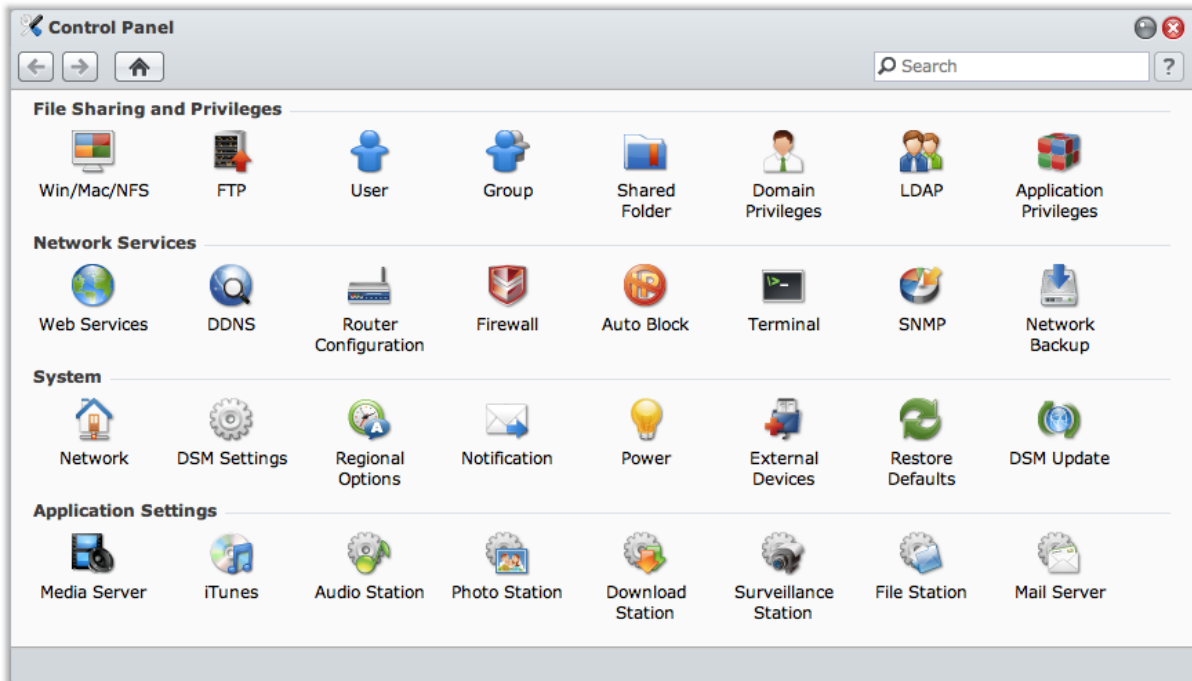 Control Panel
Search
?
File Sharing and Privileges
Win/Mac/NFS
FTP
User
Group
Shared
Folder
Domain
Privileges
LDAP
Application
Privileges
Network Services
Web Services
DDNS
Router
Configuration
Firewall
Auto Block
Terminal
SNMP
Network
Backup
System
Network
DSM Settings
Regional
Options
Notification
Power
External
Devices
Restore
Defaults
DSM Update
Application Settings
Media Server
iTunes
Audio Station
Photo Station
Download
Station
Surveillance
Station
File Station
Mail Server